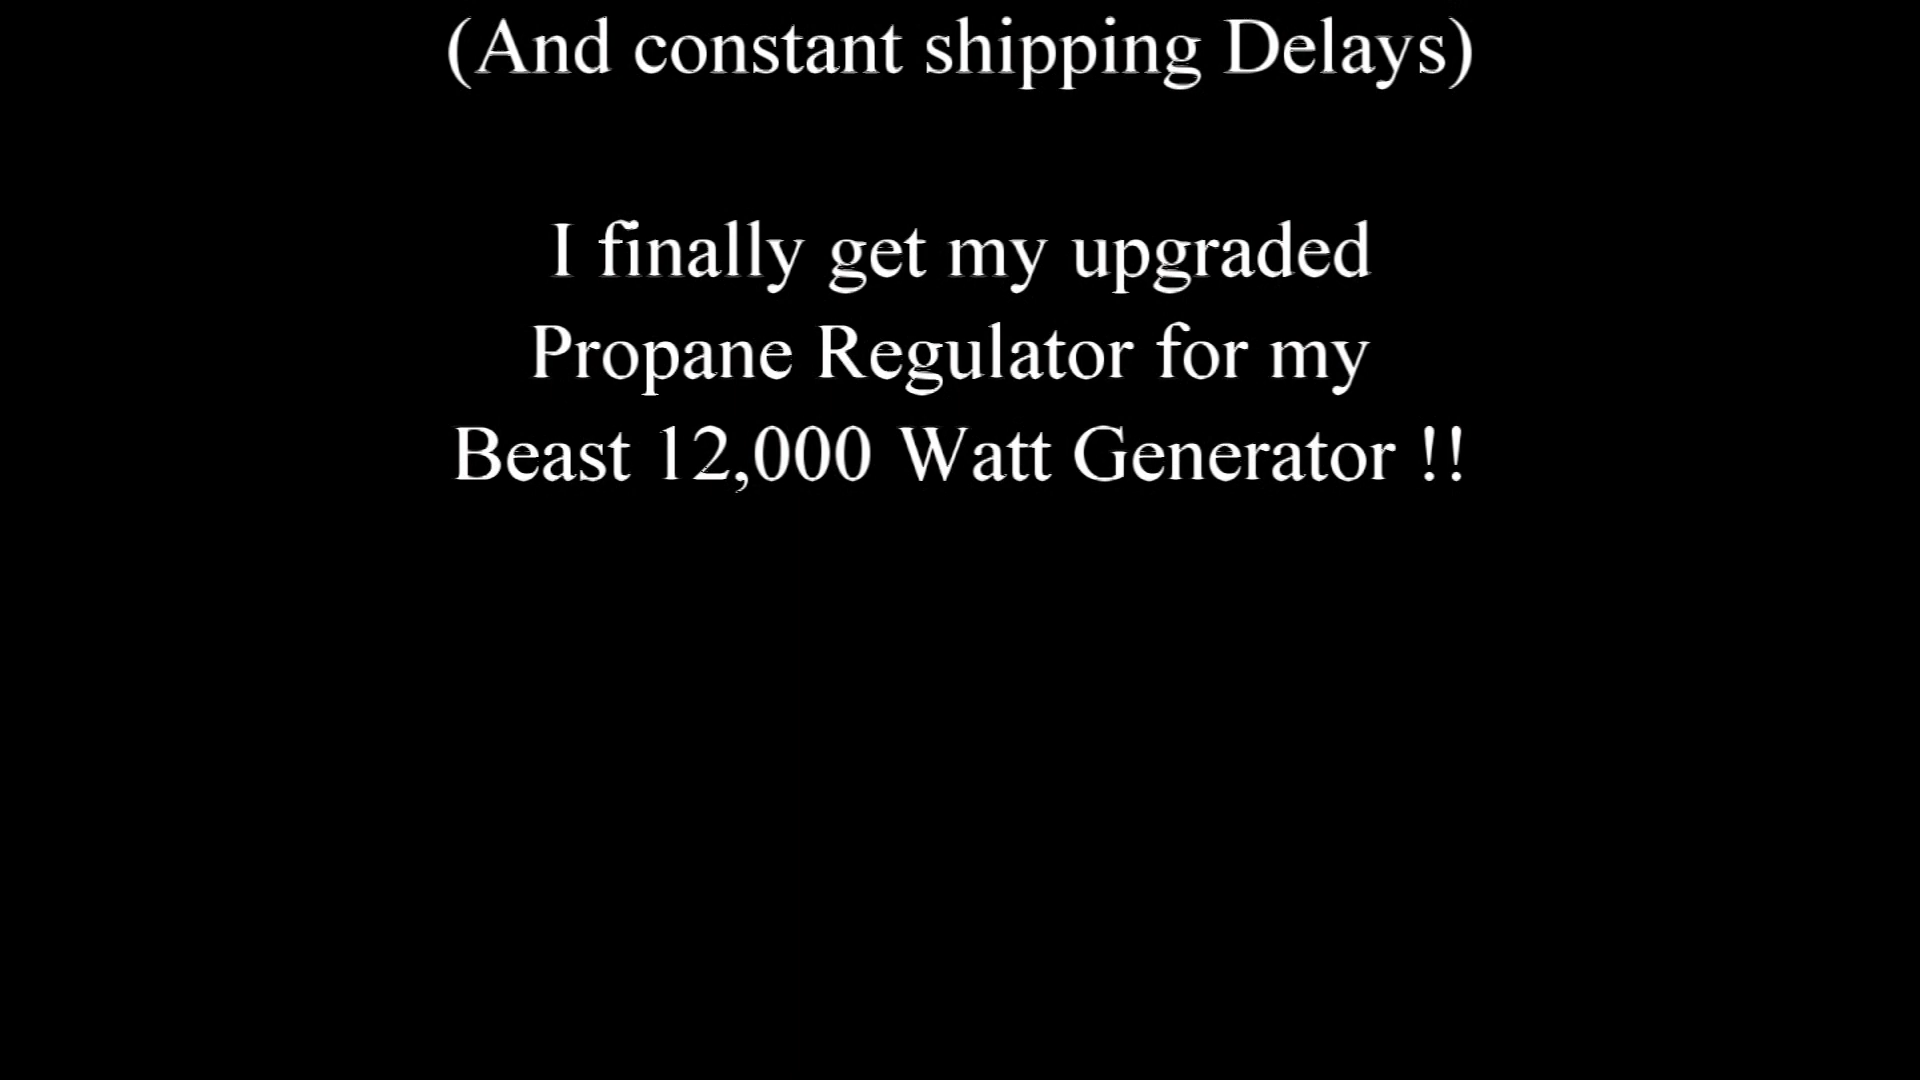 (And constant shipping Delays)
I finally get my upgraded
Propane Regulator for my
Beast 12,000 Watt Generator !!